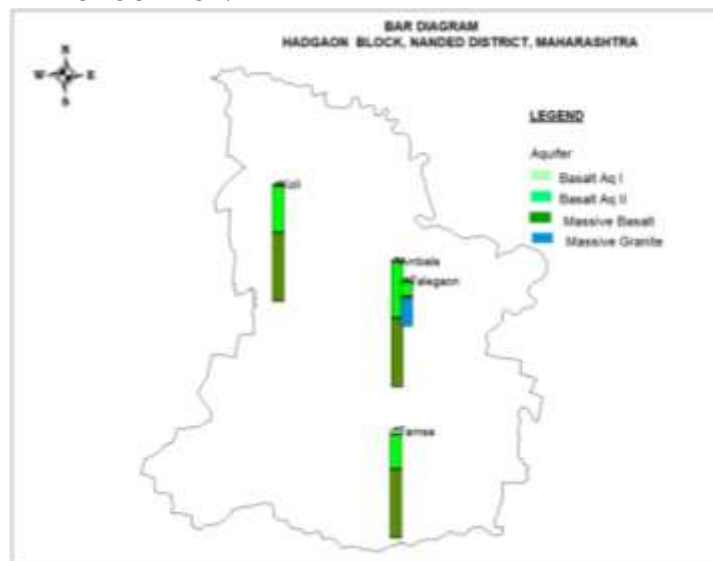 BAR DIAGRAM
HADGAON BLOCK, NANDED DISTRICT, MAHARASHTRA
N
W E
S
LEGEND
Aquifer
Basalt Aq I
Basalt Aq II
Massive Basalt
Massive Granite
Talegaon
Tamsa